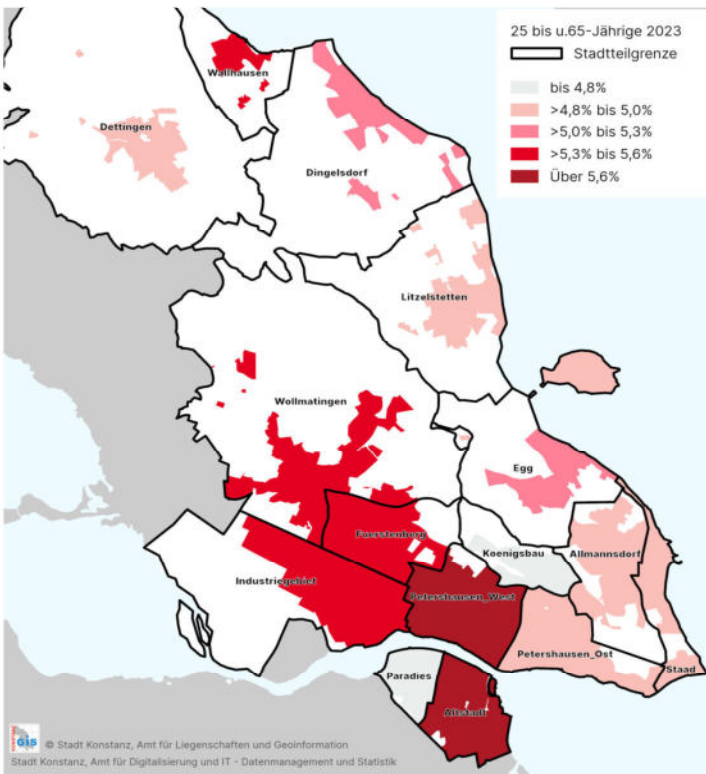 25 bis u.65-Jährige 2023
Stadtteilgrenze
bis 4,8%
>4,8% bis 5,0%
>5,0% bis 5,3%
>5,3% bis 5,6%
Über 5,6%
Wallhausen
Dettingen
Dingelsdorf
Litzelstetten
Wollmatingen
Egg
Fuerstenberg
Koenigsbau
Allmannsdorf
Industriegebiet
Petershausen_West
Petershausen_Ost
Staad
Paradies
Altstadt
GIS
© Stadt Konstanz, Amt für Liegenschaften und Geoinformation
Stadt Konstanz, Amt für Digitalisierung und IT - Datenmanagement und Statistik